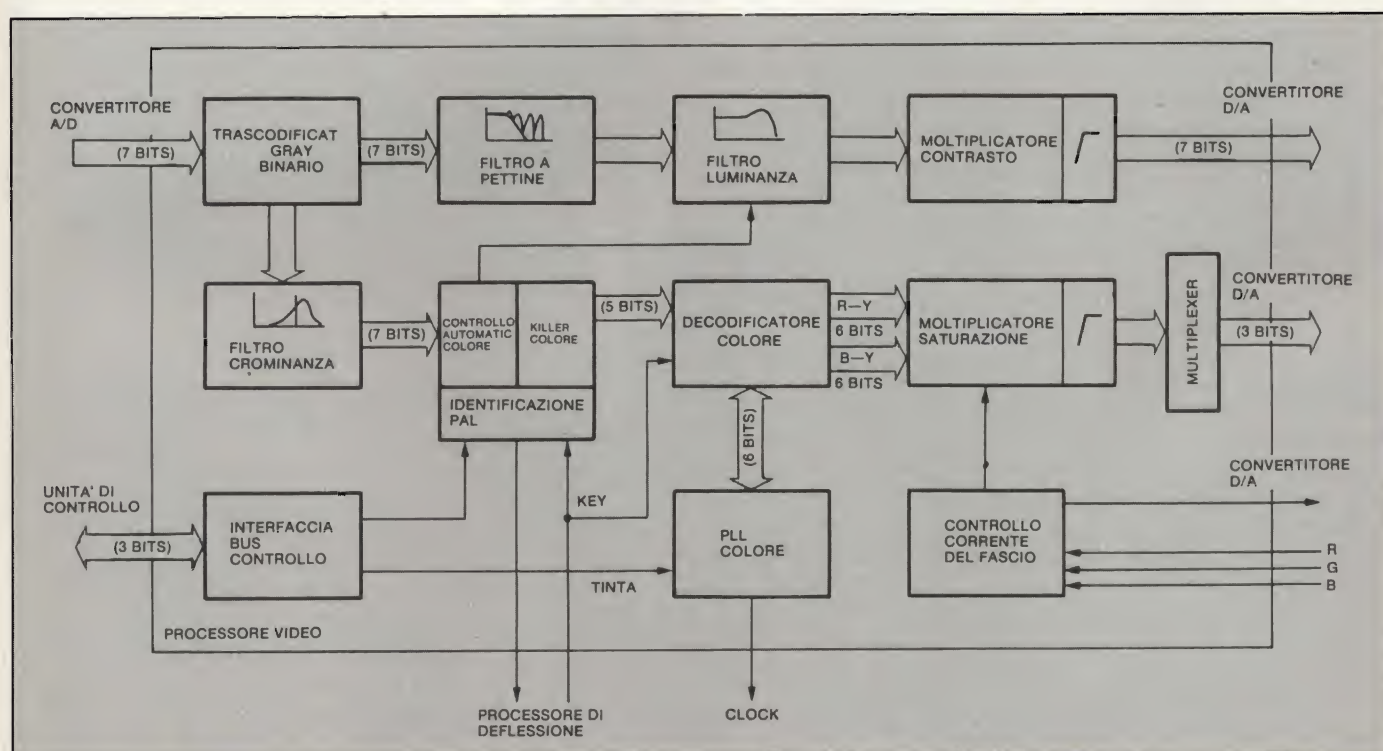 CONVERTITORE
A/D
(7 BITS)
TRASCODIFICAT
GRAY
BINARIO
(7 BITS)
FILTRO A
PETTINE
FILTRO
LUMINANZA
MOLTIPLICATORE
CONTRASTO
CONVERTITORE
D/A
(7 BITS)
FILTRO
CROMINANZA
(7 BITS)
CONTROLLO
AUTOMATIC
COLORE
KILLER
COLORE
IDENTIFICAZIONE
PAL
(5 BITS)
DECODIFICATORE
COLORE
R—Y
6 BITS
B—Y
6 BITS
MOLTIPLICATORE
SATURAZIONE
MULTIPLEXER
CONVERTITORE
D/A
(3 BITS)
UNITA' DI
CONTROLLO
(3 BITS)
INTERFACCIA
BUS
CONTROLLO
KEY
TINTA
(6 BITS)
PLL
COLORE
CONTROLLO
CORRENTE
DEL FASCIO
CONVERTITORE
D/A
R
G
B
PROCESSORE VIDEO
PROCESSORE DI
DEFLESSIONE
CLOCK